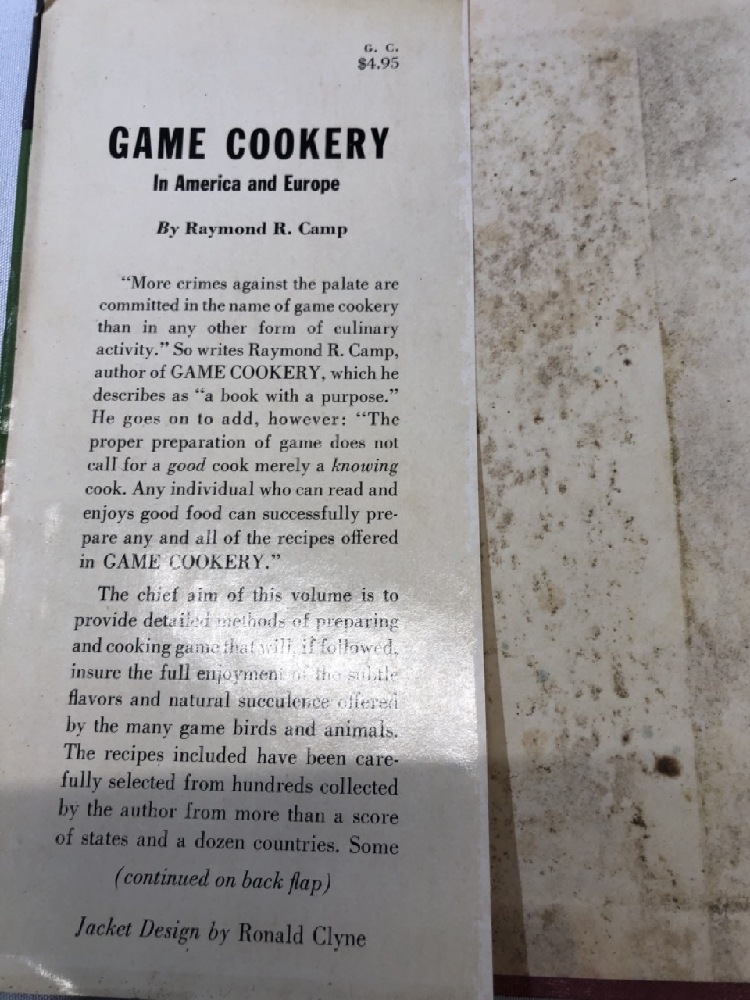 G. C.
$4.95
GAME COOKERY
In America and Europe
By Raymond R. Camp
“More crimes against the palate are
committed in the name of game cookery
than in any other form of culinary
activity.” So writes Raymond R. Camp,
author of GAME COOKERY, which he
describes as “a book with a purpose.”
He goes on to add, however: “The
proper preparation of game does not
call for a good cook merely a knowing
cook. Any individual who can read and
enjoys good food can successfully pre-
pare any and all of the recipes offered
in GAME COOKERY.”
The chief aim of this volume is to
provide detailed methods of preparing
and cooking game that will, if followed,
insure the full enjoyment of the subtle
flavors and natural succulence offered
by the many game birds and animals.
The recipes included have been care-
fully selected from hundreds collected
by the author from more than a score
of states and a dozen countries. Some
(continued on back flap)
Jacket Design by Ronald Clyne